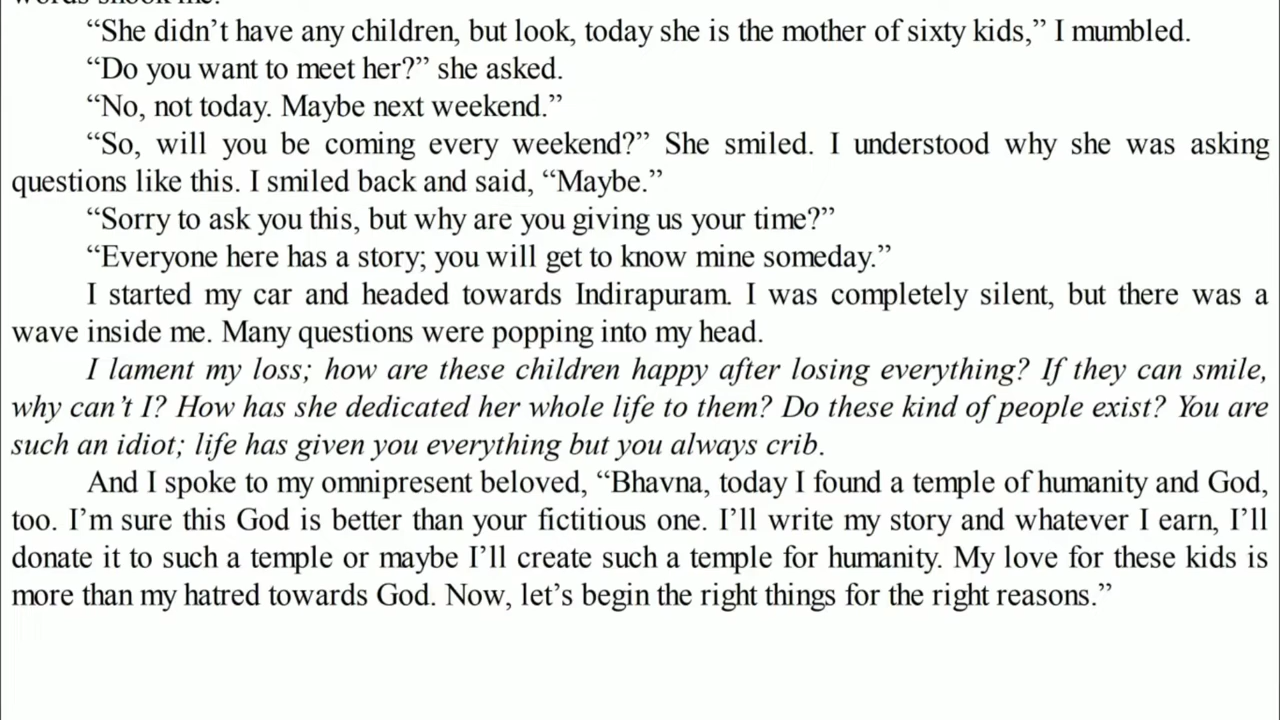 “She didn’t have any children, but look, today she is the mother of sixty kids,” I mumbled.
“Do you want to meet her?” she asked.
“No, not today. Maybe next weekend.”
“So, will you be coming every weekend?” She smiled. I understood why she was asking
questions like this. I smiled back and said, “Maybe.”
“Sorry to ask you this, but why are you giving us your time?”
“Everyone here has a story; you will get to know mine someday.”
I started my car and headed towards Indirapuram. I was completely silent, but there was a
wave inside me. Many questions were popping into my head.
I lament my loss; how are these children happy after losing everything? If they can smile,
why can’t I? How has she dedicated her whole life to them? Do these kind of people exist? You are
such an idiot; life has given you everything but you always crib.
And I spoke to my omnipresent beloved, “Bhavna, today I found a temple of humanity and God,
too. I’m sure this God is better than your fictitious one. I’ll write my story and whatever I earn, I’ll
donate it to such a temple or maybe I’ll create such a temple for humanity. My love for these kids is
more than my hatred towards God. Now, let’s begin the right things for the right reasons.”